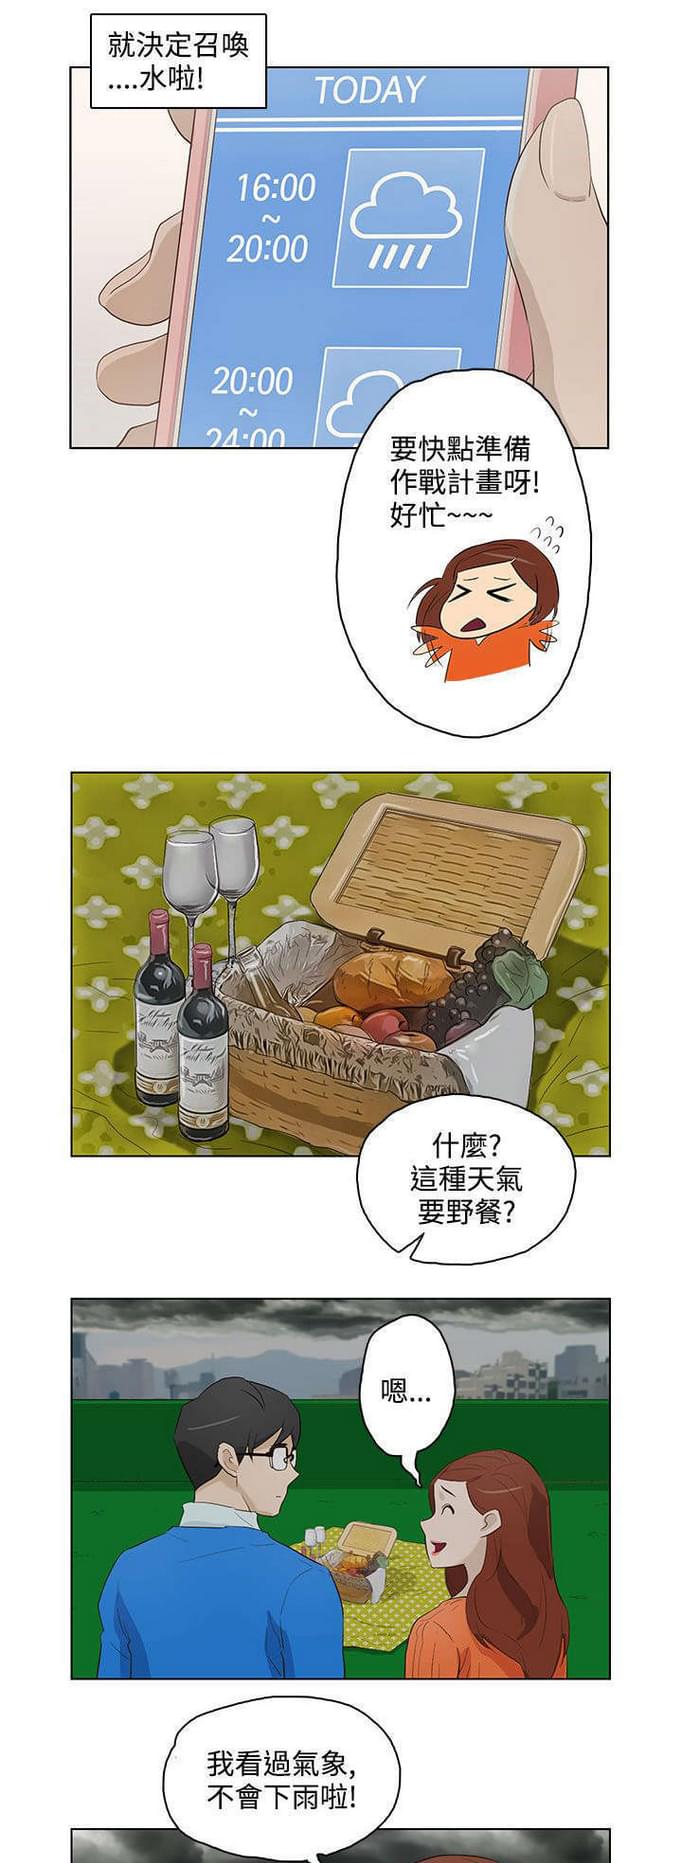 就決定召喚
....水啦!
TODAY
16:00
~
20:00
20:00
~
24:00
要快點準備
作戰計畫呀!
好忙~~~
什麼?
這種天氣
要野餐?
嗯...
我看過氣象,
不會下雨啦!